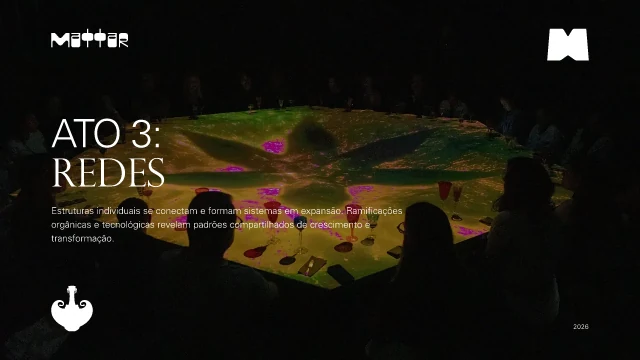 MaTTaR
ATO 3:
REDES
Estruturas individuais se conectam e formam sistemas em expansão. Ramificações
orgânicas e tecnológicas revelam padrões compartilhados de crescimento e
transformação.
2026